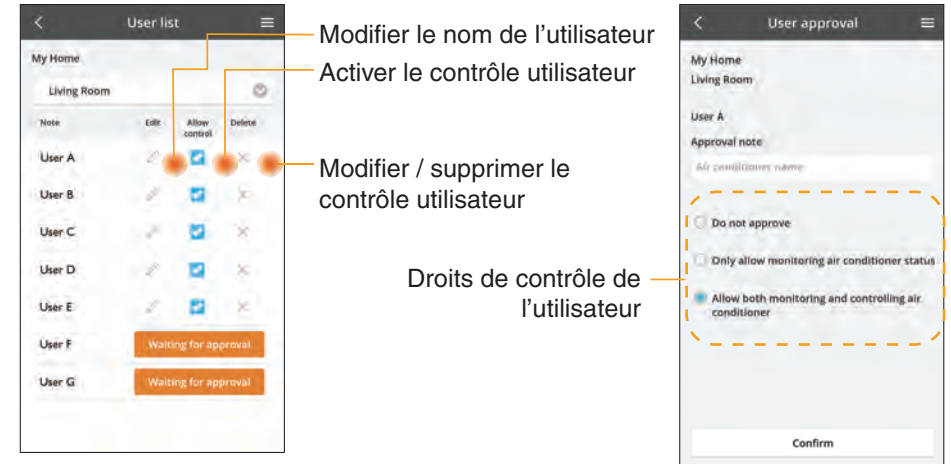 User list
My Home
Living Room
Note Edit Allow control Delete
User A
User B
User C
User D
User E
User F Waiting for approval
User G Waiting for approval
Modifier le nom de l’utilisateur
Activer le contrôle utilisateur
Modifier / supprimer le
contrôle utilisateur
Droits de contrôle de
l’utilisateur
User approval
My Home
Living Room
User A
Approval note
Air conditioner name
Do not approve
Only allow monitoring air conditioner status
Allow both monitoring and controlling air
conditioner
Confirm